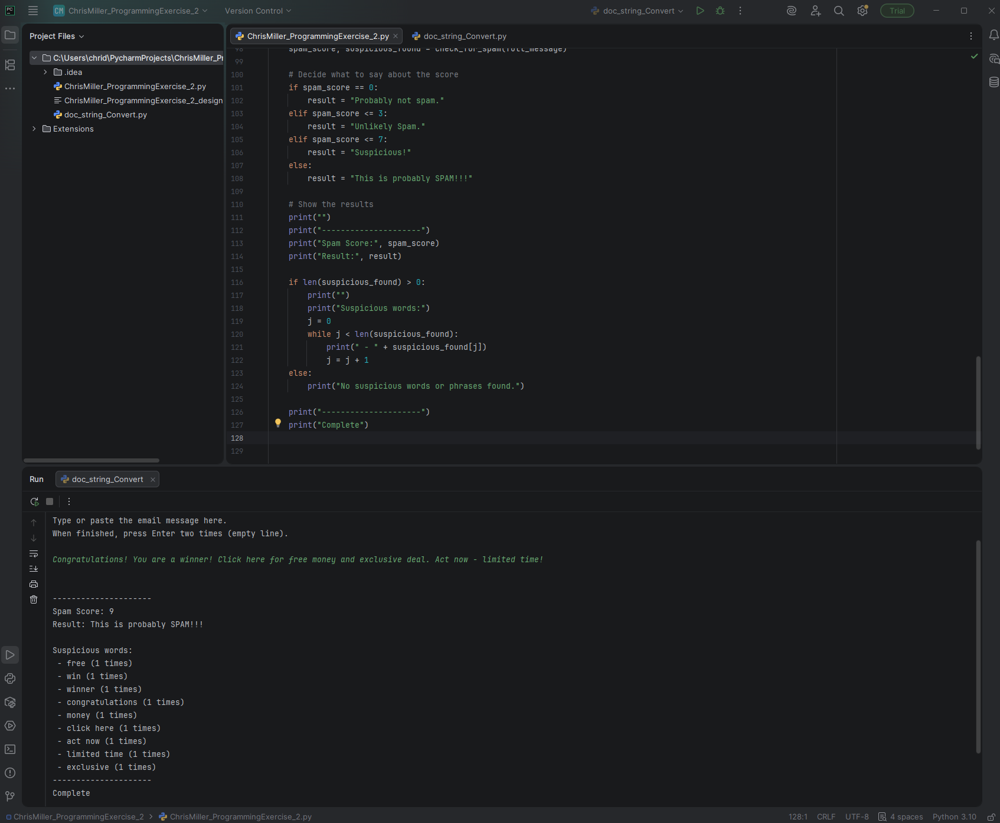 CM ChrisMiller_ProgrammingExercise_2 Version Control doc_string_Convert Trial
Project Files
C:\Users\chrid\PycharmProjects\ChrisMiller_Pr
.idea
ChrisMiller_ProgrammingExercise_2.py
ChrisMiller_ProgrammingExercise_2_design
doc_string_Convert.py
Extensions
ChrisMiller_ProgrammingExercise_2.py doc_string_Convert.py
98 spam_score, suspicious_found = check_for_spam(full_message)
99
100 # Decide what to say about the score
101 if spam_score == 0:
102 result = "Probably not spam."
103 elif spam_score <= 3:
104 result = "Unlikely Spam."
105 elif spam_score <= 7:
106 result = "Suspicious!"
107 else:
108 result = "This is probably SPAM!!!"
109
110 # Show the results
111 print("")
112 print("---------------------")
113 print("Spam Score:", spam_score)
114 print("Result:", result)
115
116 if len(suspicious_found) > 0:
117 print("")
118 print("Suspicious words:")
119 j = 0
120 while j < len(suspicious_found):
121 print(" - " + suspicious_found[j])
122 j = j + 1
123 else:
124 print("No suspicious words or phrases found.")
125
126 print("---------------------")
127 print("Complete")
128
129
Run doc_string_Convert
Type or paste the email message here.
When finished, press Enter two times (empty line).
Congratulations! You are a winner! Click here for free money and exclusive deal. Act now - limited time!
---------------------
Spam Score: 9
Result: This is probably SPAM!!!
Suspicious words:
- free (1 times)
- win (1 times)
- winner (1 times)
- congratulations (1 times)
- money (1 times)
- click here (1 times)
- act now (1 times)
- limited time (1 times)
- exclusive (1 times)
---------------------
Complete
ChrisMiller_ProgrammingExercise_2 > ChrisMiller_ProgrammingExercise_2.py 128:1 CRLF UTF-8 4 spaces Python 3.10